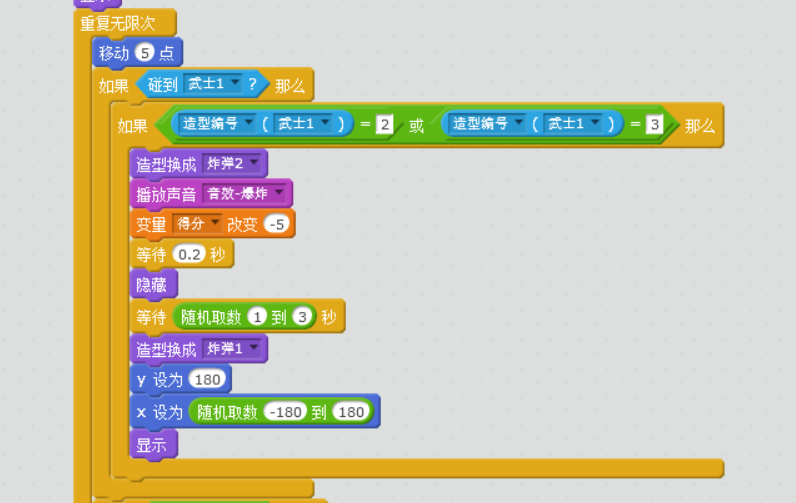 重复无限次
移动 5 点
如果 碰到 武士1 ? 那么
如果 造型编号 ( 武士1 ) = 2 或 造型编号 ( 武士1 ) = 3 那么
造型换成 炸弹2
播放声音 音效-爆炸
变量 得分 改变 -5
等待 0.2 秒
隐藏
等待 随机取数 1 到 3 秒
造型换成 炸弹1
y 设为 180
x 设为 随机取数 -180 到 180
显示